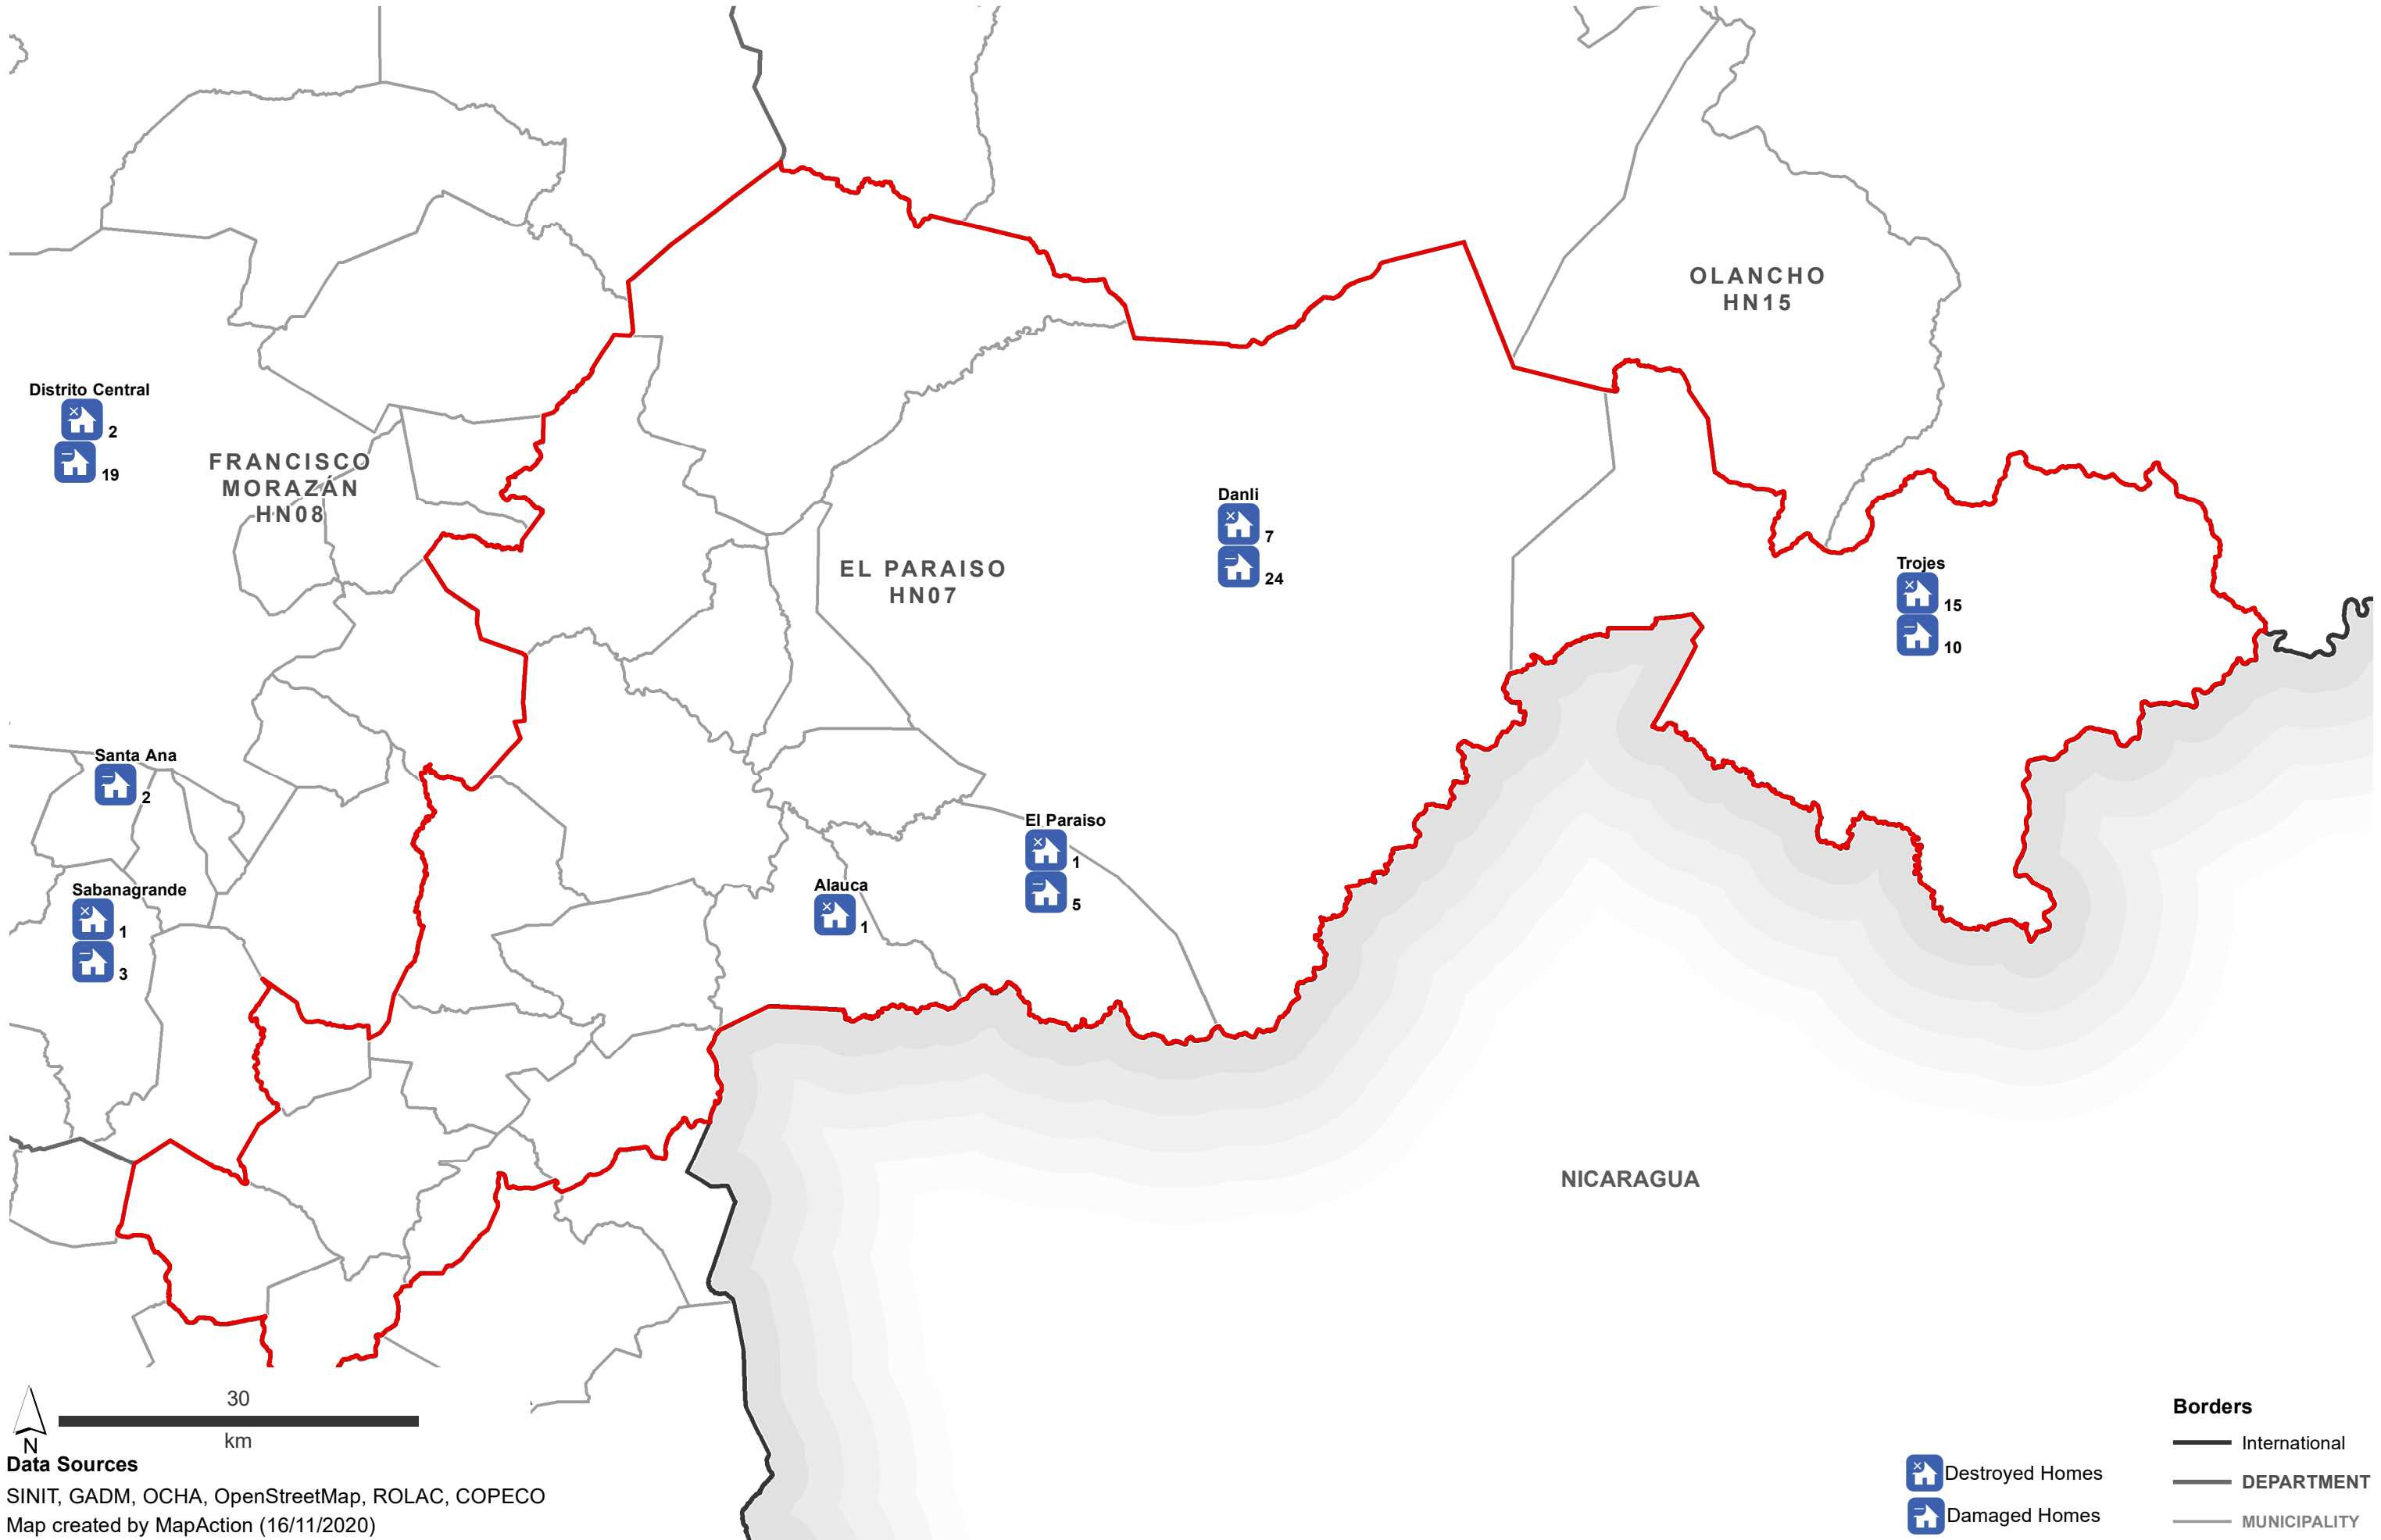 OLANCHO
HN15
Distrito Central
2
19
FRANCISCO
MORAZÁN
HN08
Danli
7
24
EL PARAISO
HN07
Trojes
15
10
Santa Ana
2
El Paraiso
1
5
Alauca
1
Sabanagrande
1
3
NICARAGUA
30
km
N
Data Sources
SINIT, GADM, OCHA, OpenStreetMap, ROLAC, COPECO
Map created by MapAction (16/11/2020)
Destroyed Homes
Damaged Homes
Borders
International
DEPARTMENT
MUNICIPALITY